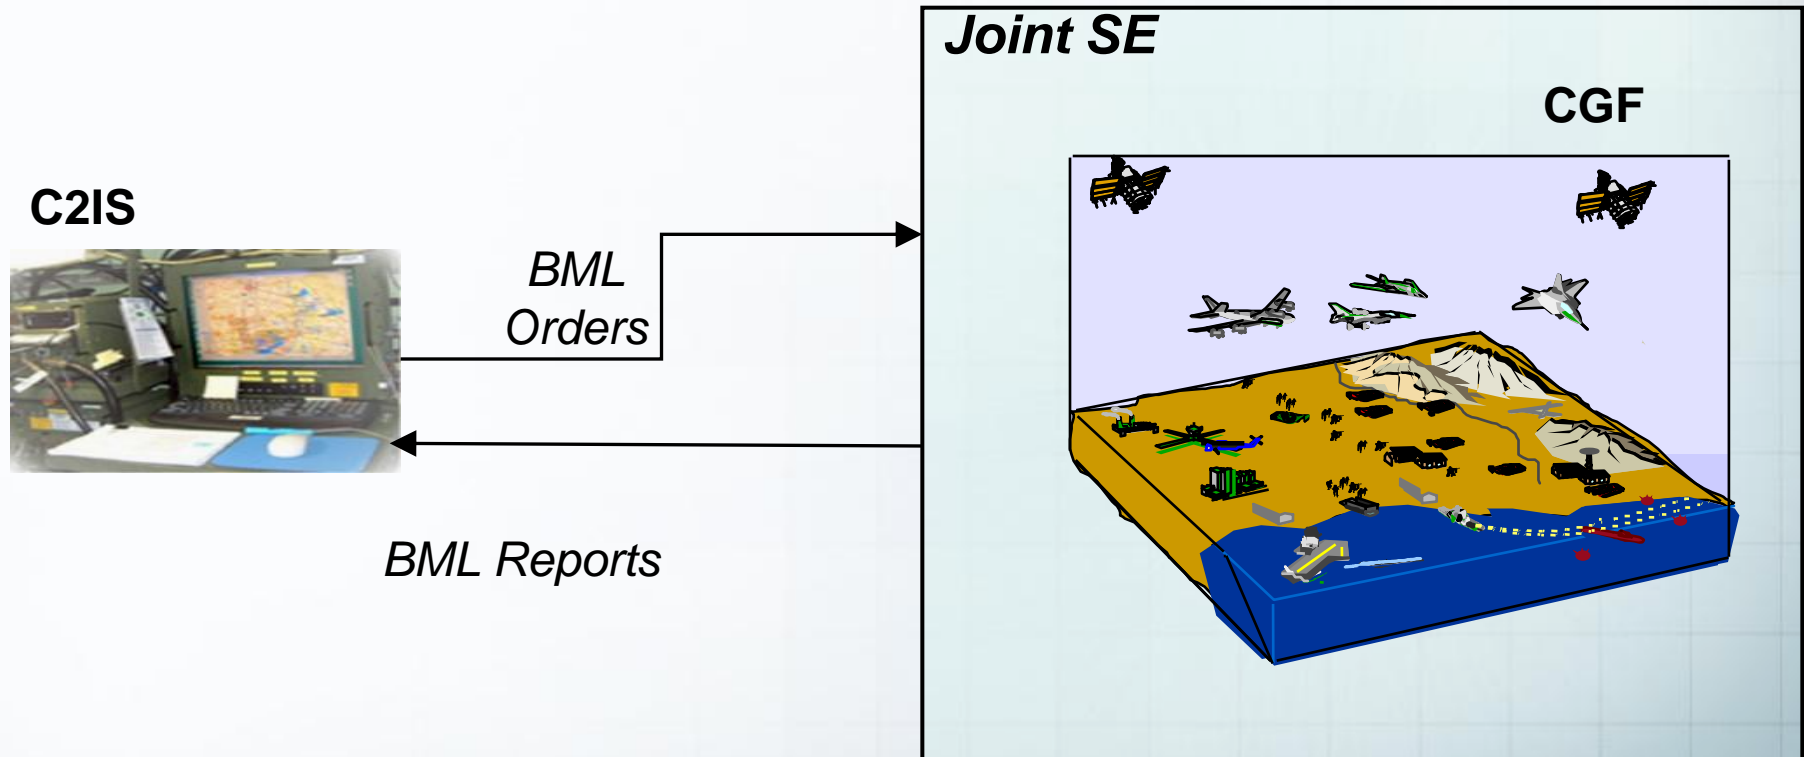 Joint SE
CGF
C2IS
BML
Orders
BML Reports